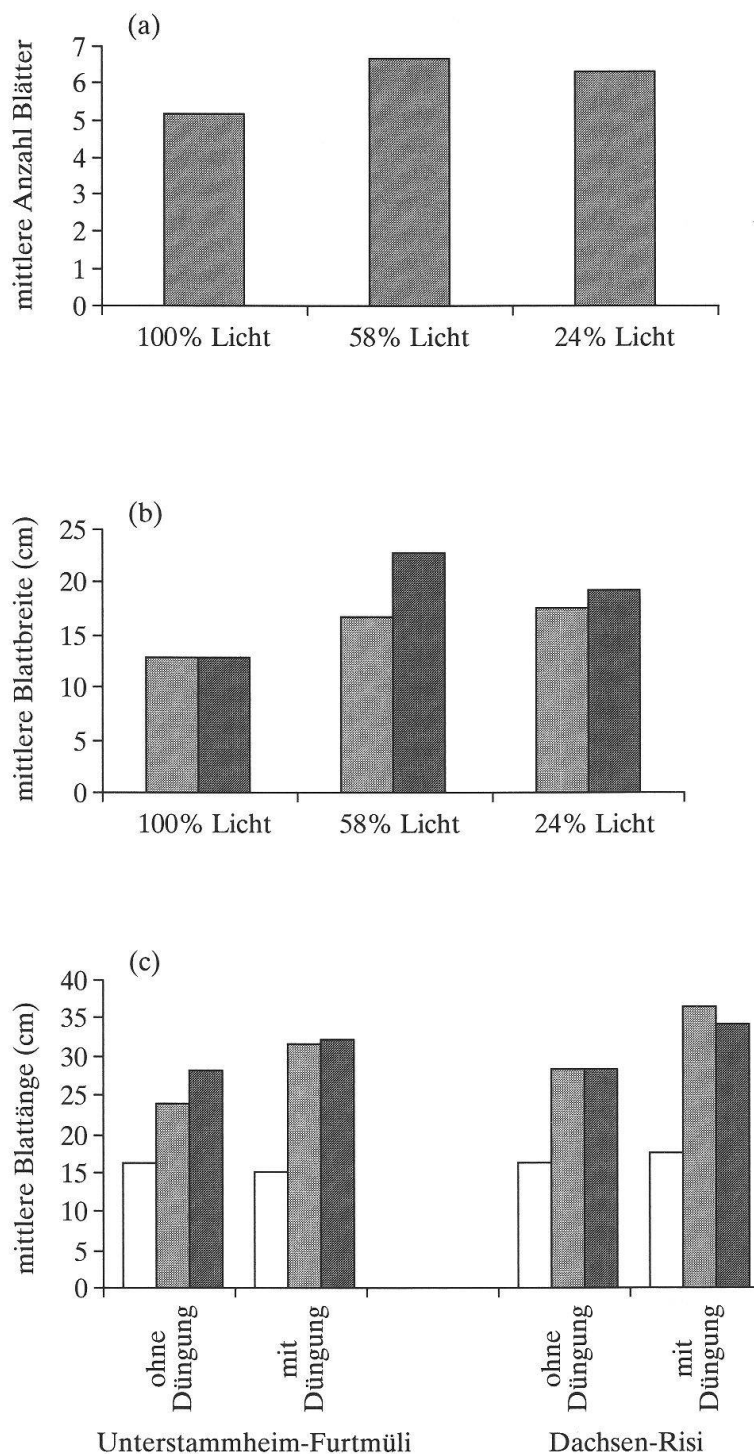 (a)
mittlere Anzahl Blätter
7
6
5
4
3
2
1
0
100% Licht 58% Licht 24% Licht
(b)
mittlere Blattbreite (cm)
25
20
15
10
5
0
100% Licht 58% Licht 24% Licht
(c)
mittlere Blattänge (cm)
40
35
30
25
20
15
10
5
0
ohne
Düngung
mit
Düngung
ohne
Düngung
mit
Düngung
Unterstammheim-Furtmüli Dachsen-Risi